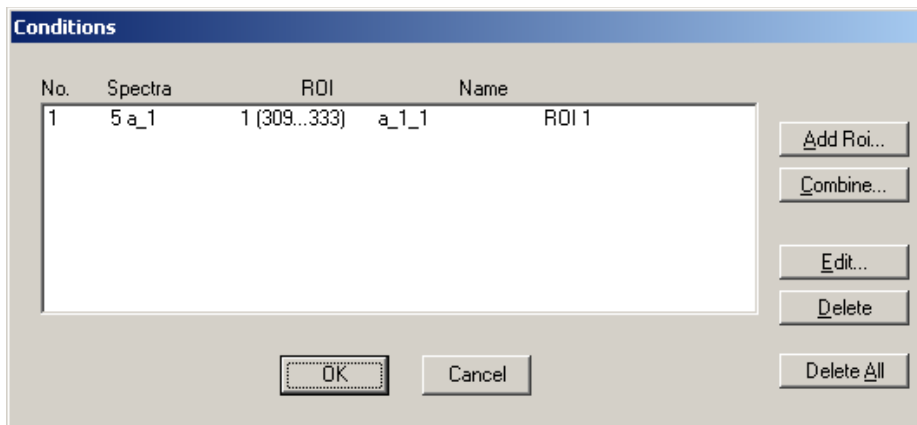 Conditions
No. Spectra ROI Name
1 5 a_1 1 (309...333) a_1_1 ROI 1
Add Roi...
Combine...
Edit...
Delete
OK Cancel Delete All